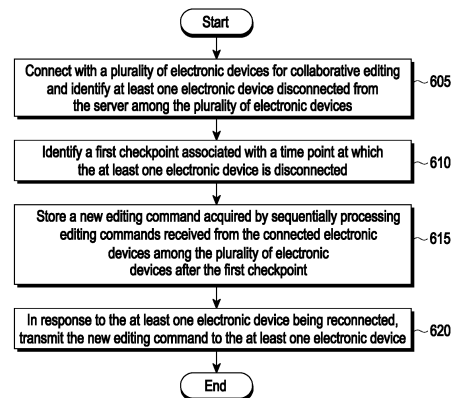 Start
Connect with a plurality of electronic devices for collaborative editing
and identify at least one electronic device disconnected from
the server among the plurality of electronic devices
605
Identify a first checkpoint associated with a time point at which
the at least one electronic device is disconnected
610
Store a new editing command acquired by sequentially processing
editing commands received from the connected electronic
devices among the plurality of electronic
devices after the first checkpoint
615
In response to the at least one electronic device being reconnected,
transmit the new editing command to the at least one electronic device
620
End